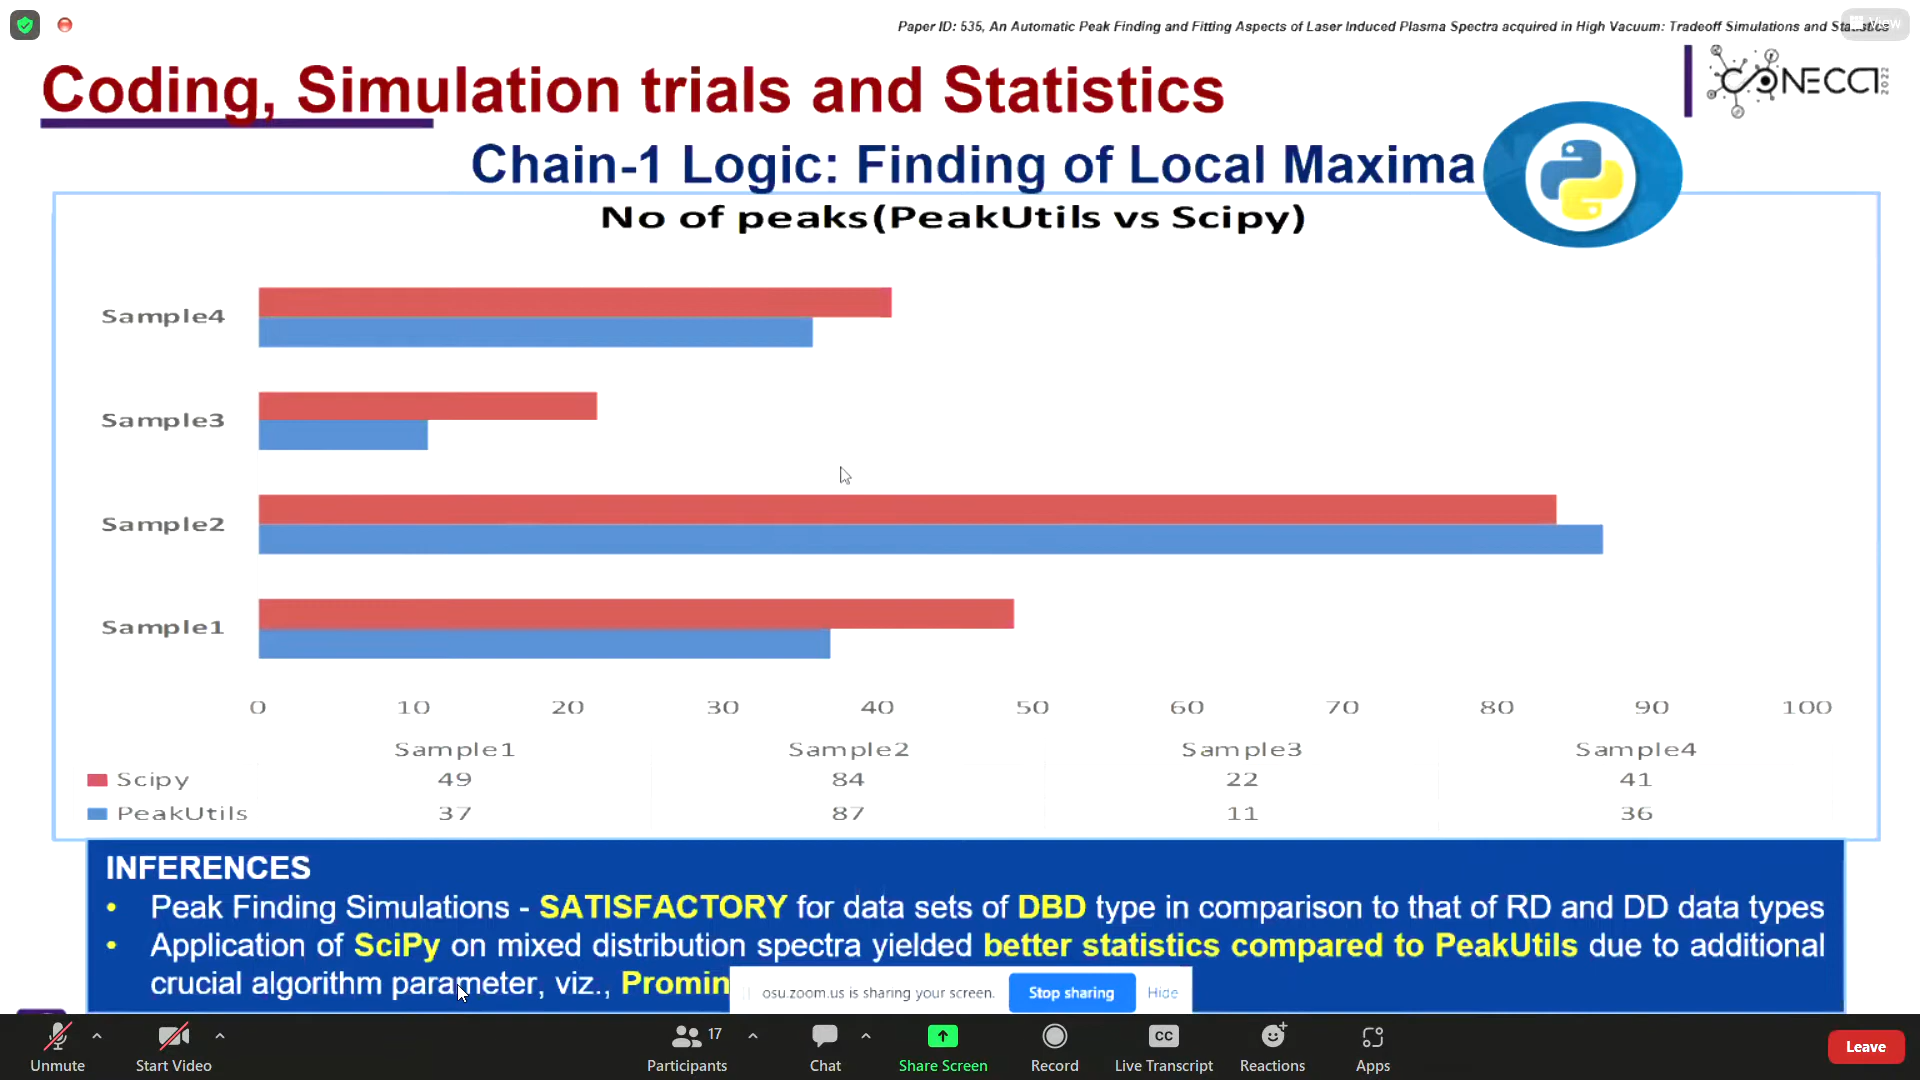 Paper ID: 535, An Automatic Peak Finding and Fitting Aspects of Laser Induced Plasma Spectra acquired in High Vacuum: Tradeoff Simulations and Statistics
View
Coding, Simulation trials and Statistics
CONECCT
2022
Chain-1 Logic: Finding of Local Maxima
No of peaks(PeakUtils vs Scipy)
Sample4
Sample3
Sample2
Sample1
0 10 20 30 40 50 60 70 80 90 100
Sample1 Sample2 Sample3 Sample4
Scipy 49 84 22 41
PeakUtils 37 87 11 36
INFERENCES
• Peak Finding Simulations - SATISFACTORY for data sets of DBD type in comparison to that of RD and DD data types
• Application of SciPy on mixed distribution spectra yielded better statistics compared to PeakUtils due to additional
crucial algorithm parameter, viz., Promin
osu.zoom.us is sharing your screen. Stop sharing Hide
17
CC
Unmute Start Video Participants Chat Share Screen Record Live Transcript Reactions Apps Leave